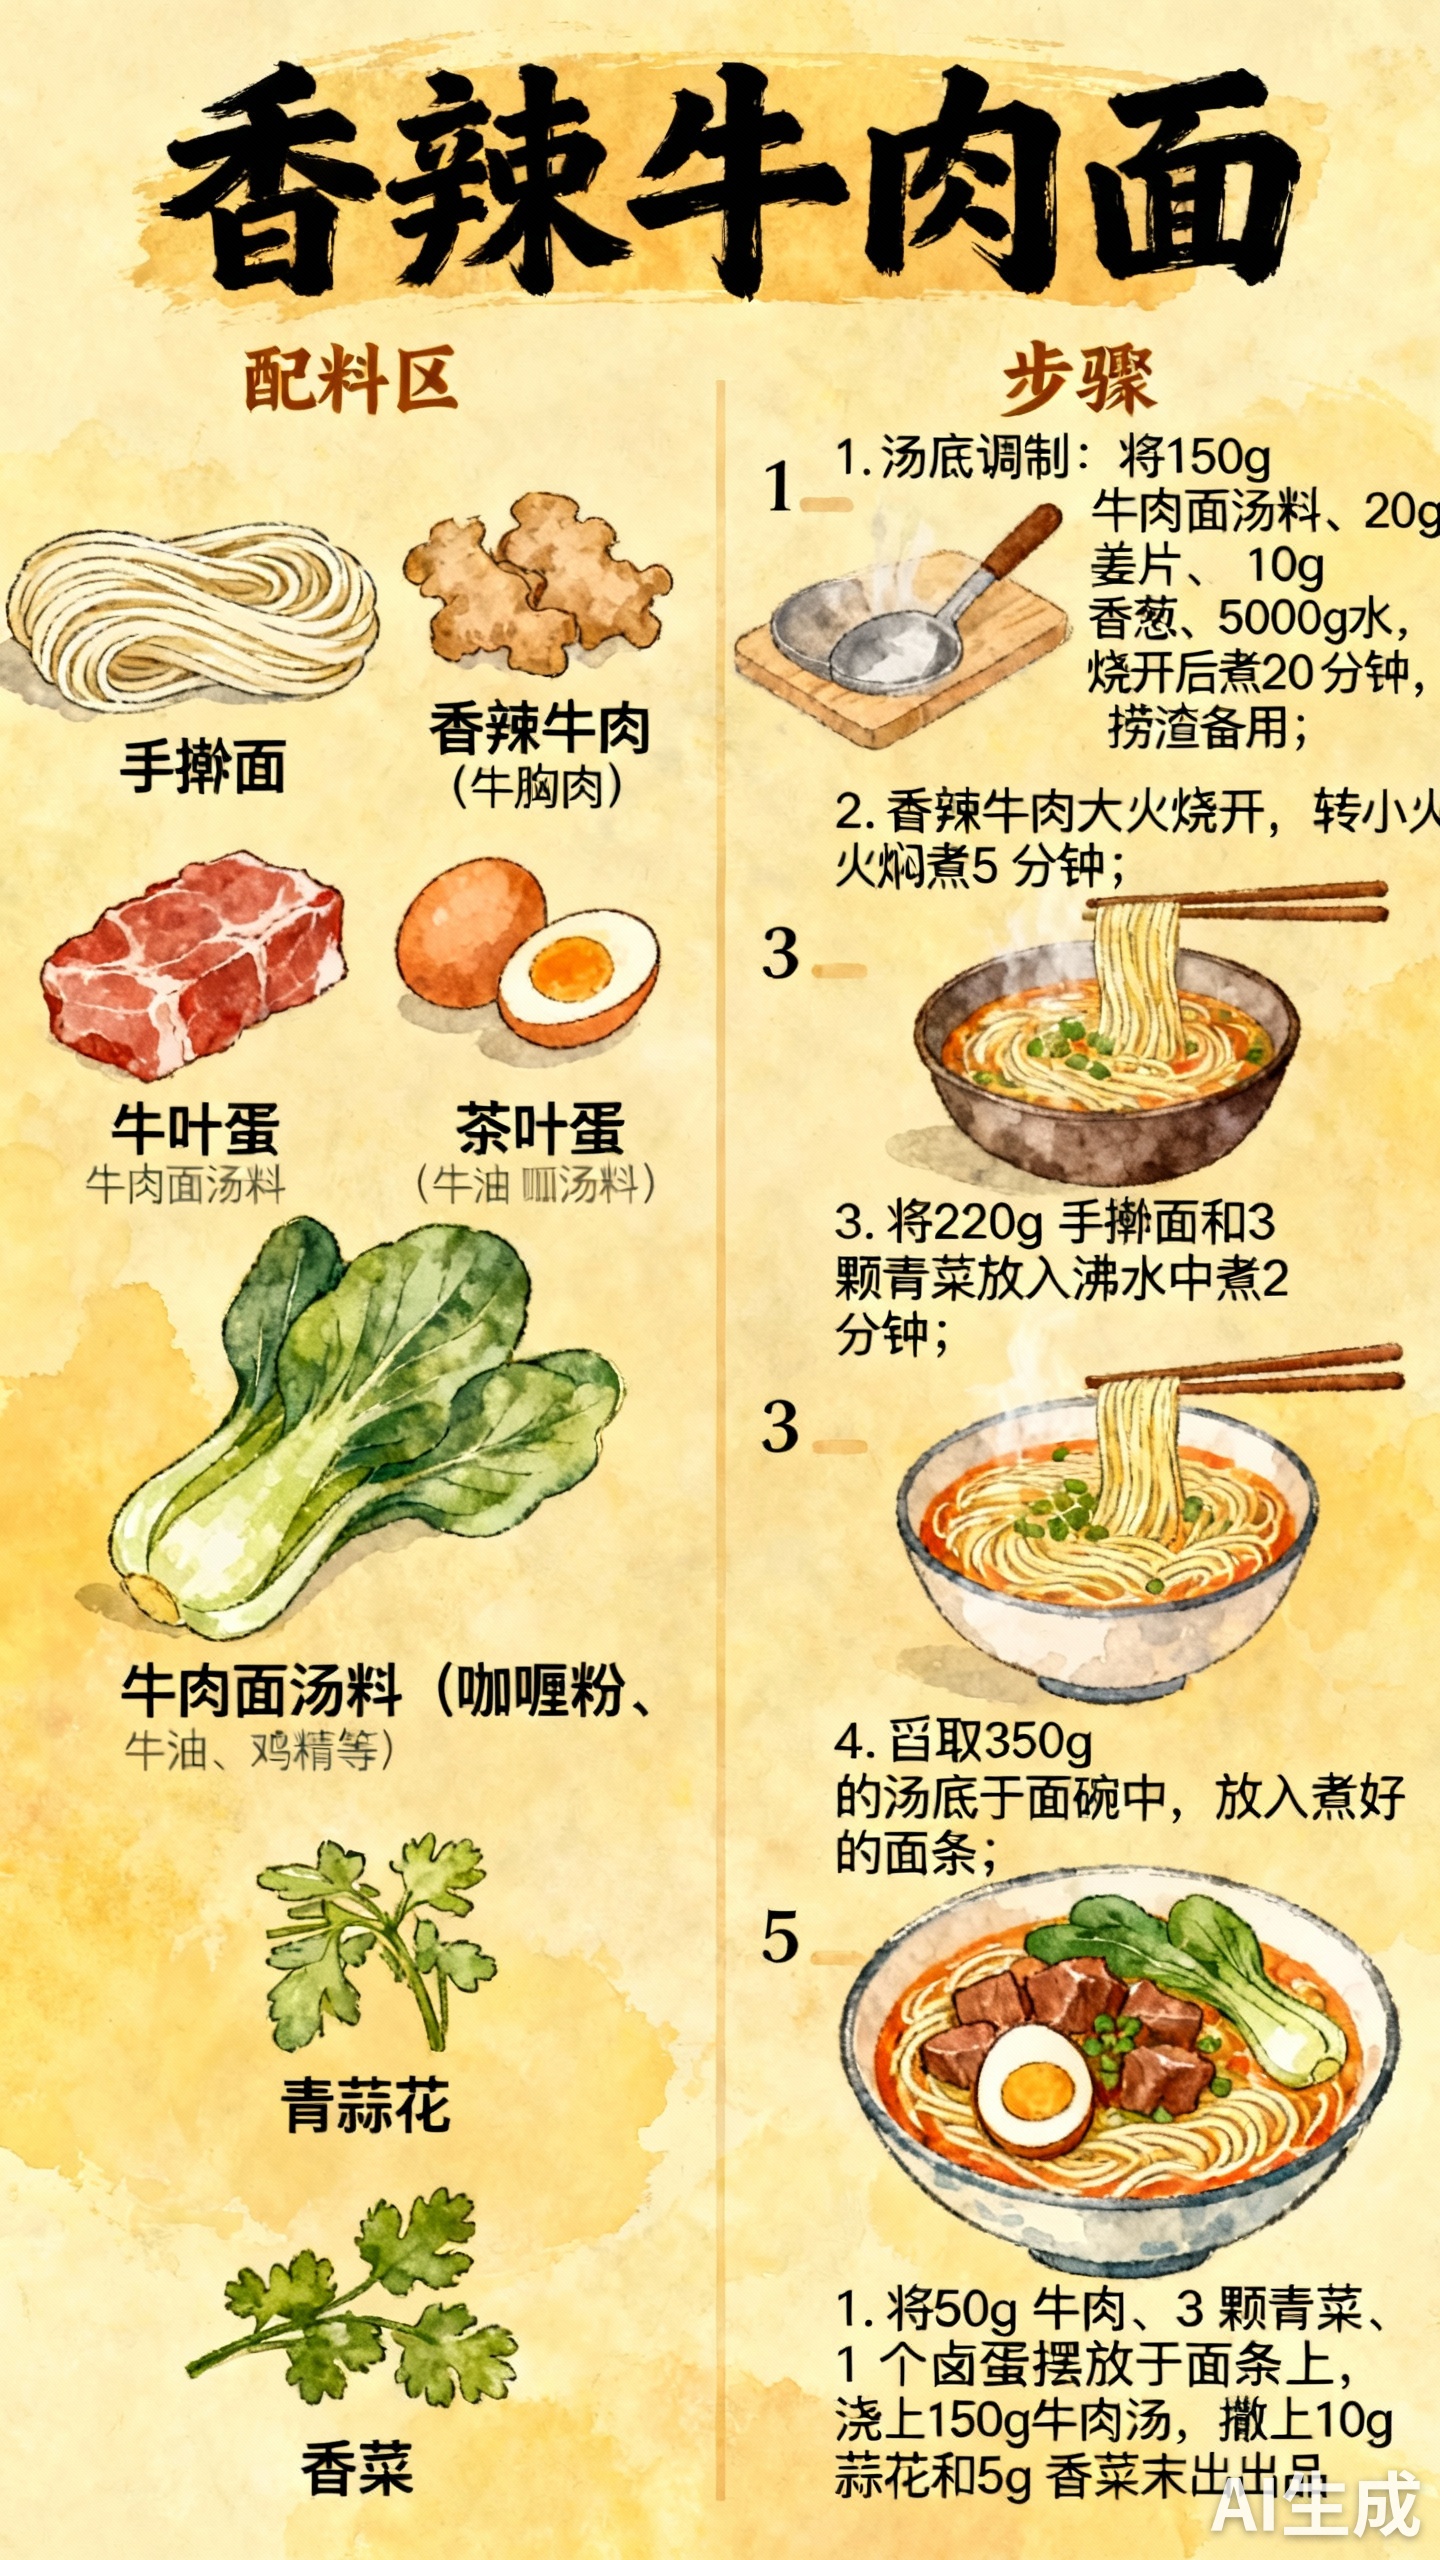 香辣牛肉面
配料区
手擀面
香辣牛肉
（牛胸肉）
牛叶蛋
牛肉面汤料
茶叶蛋
（牛油 汤料）
牛肉面汤料（咖喱粉、
牛油、鸡精等）
青蒜花
香菜
步骤
1
1. 汤底调制：将150g
牛肉面汤料、20g
姜片、 10g
香葱、5000g水，
烧开后煮20分钟，
捞渣备用；
2. 香辣牛肉大火烧开，转小火
火焖煮5 分钟；
3
3. 将220g 手擀面和3
颗青菜放入沸水中煮2
分钟；
3
4. 舀取350g
的汤底于面碗中，放入煮好
的面条；
5
1. 将50g 牛肉、3 颗青菜、
1 个卤蛋摆放于面条上，
浇上150g牛肉汤，撒上10g
蒜花和5g 香菜末出出品
AI生成